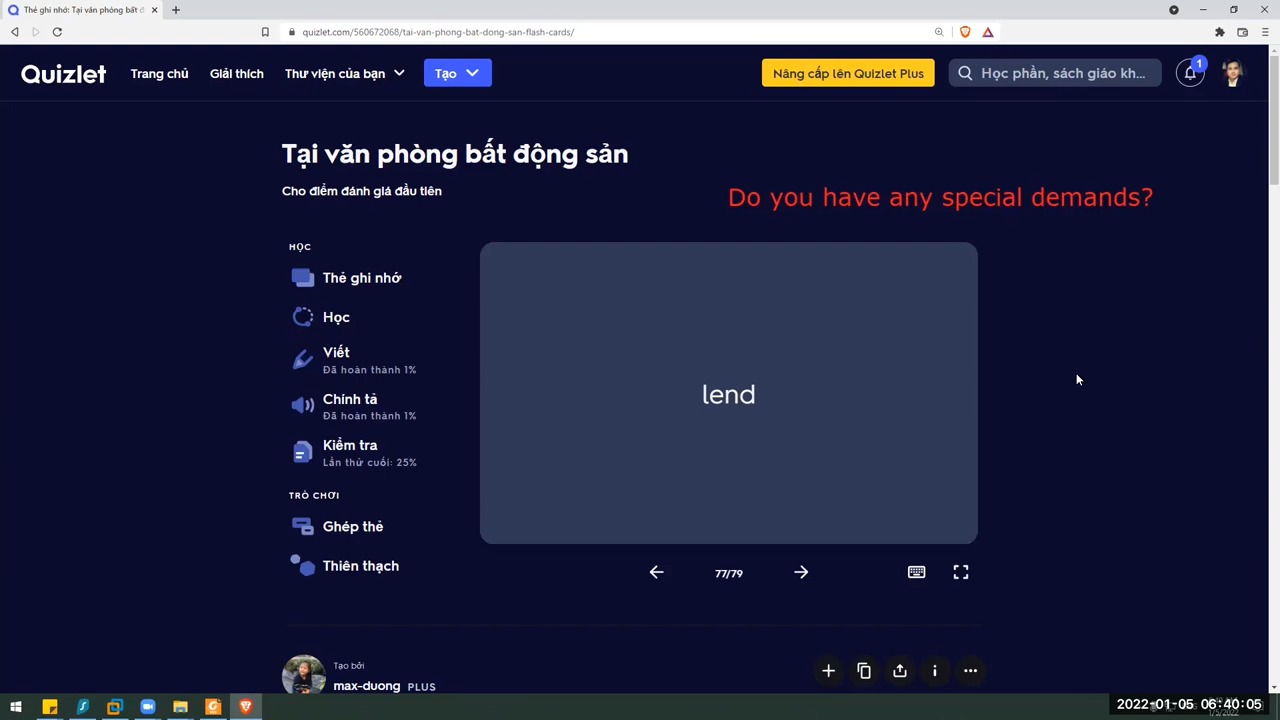 Thẻ ghi nhớ: Tại văn phòng bất đ
quizlet.com/560672068/tai-van-phong-bat-dong-san-flash-cards/
Quizlet Trang chủ Giải thích Thư viện của bạn Tạo Nâng cấp lên Quizlet Plus Học phần, sách giáo kh... 1
Tại văn phòng bất động sản
Cho điểm đánh giá đầu tiên
Do you have any special demands?
HỌC
Thẻ ghi nhớ
Học
Viết
Đã hoàn thành 1%
Chính tả
Đã hoàn thành 1%
Kiểm tra
Lần thử cuối: 25%
TRÒ CHƠI
Ghép thẻ
Thiên thạch
lend
77/79
Tạo bởi
max-duong PLUS
2022-01-05 06:40:05